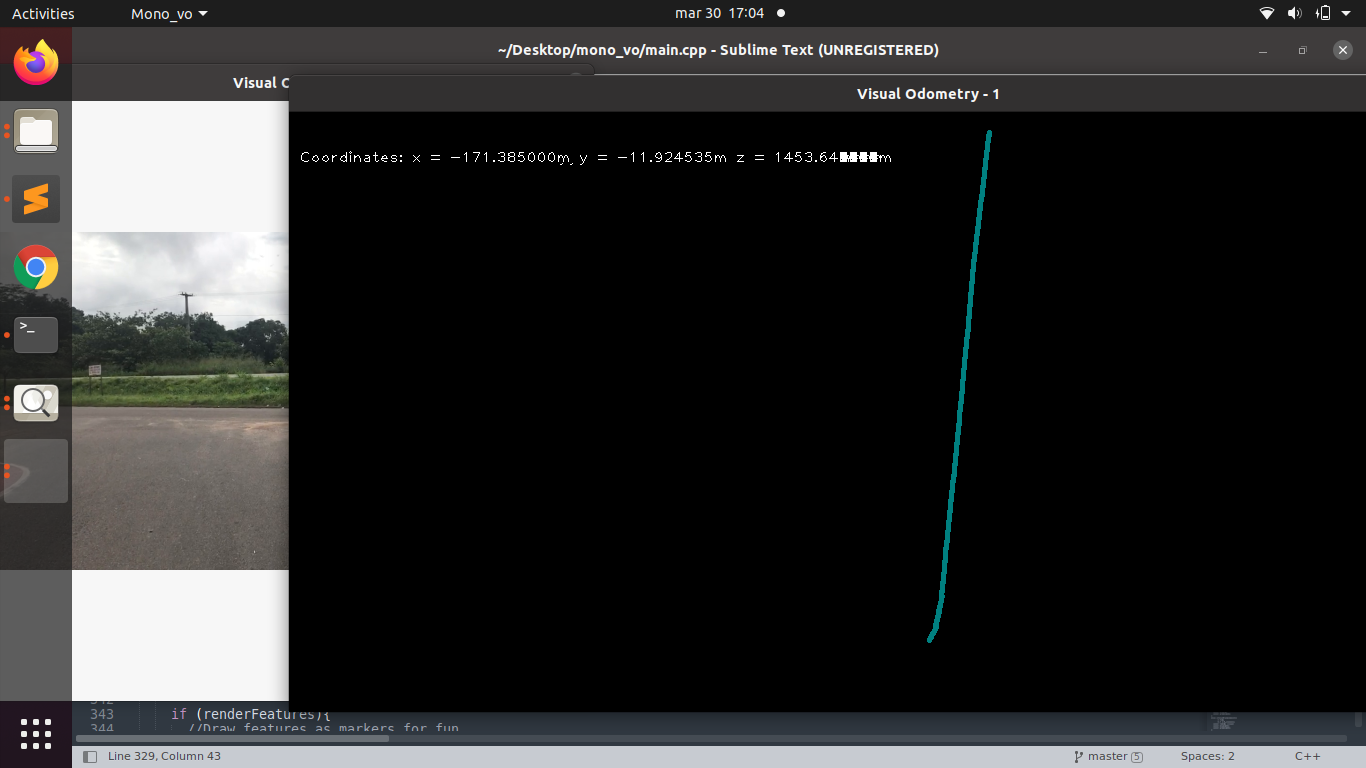 Activities Mono_vo mar 30 17:04
~/Desktop/mono_vo/main.cpp - Sublime Text (UNREGISTERED)
Visual
Visual Odometry - 1
Coordinates: x = -171.385000m, y = -11.924535m z = 1453.64
343 if (renderFeatures){
344 //Draw features as markers for fun
Line 329, Column 43 master 5 Spaces: 2 C++